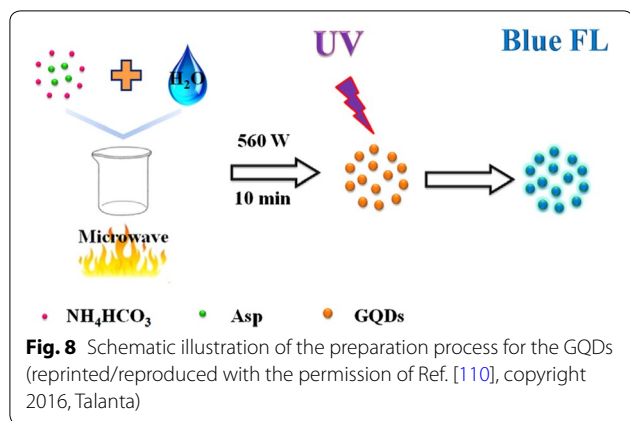 UV
Blue FL
H₂O
560 W
10 min
Microwave
NH₄HCO₃ Asp GQDs
Fig. 8 Schematic illustration of the preparation process for the GQDs
(reprinted/reproduced with the permission of Ref. [110], copyright
2016, Talanta)